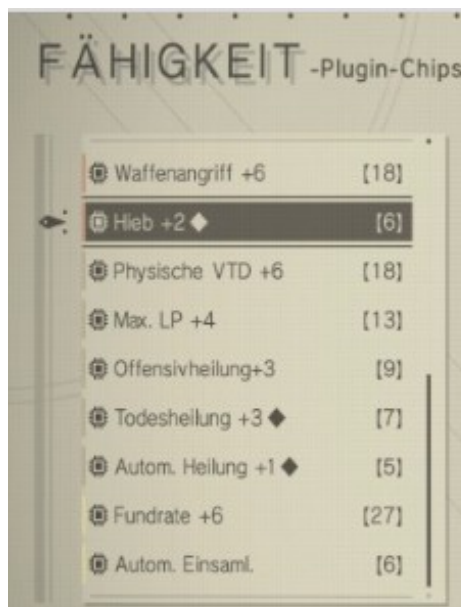 FÄHIGKEIT -Plugin-Chips
Waffenangriff +6 [18]
Hieb +2 ◆ [6]
Physische VTD +6 [18]
Max. LP +4 [13]
Offensivheilung+3 [9]
Todesheilung +3 ◆ [7]
Autom. Heilung +1 ◆ [5]
Fundrate +6 [27]
Autom. Einsaml. [6]